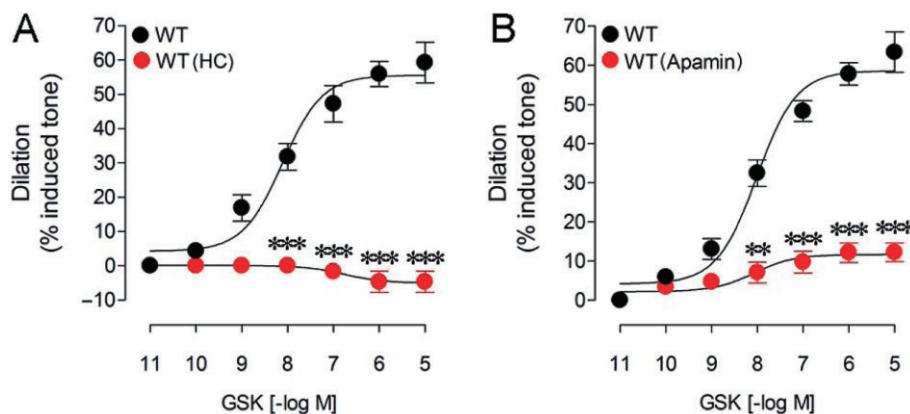 A
WT
WT (HC)
Dilation
(% induced tone)
70
60
50
40
30
20
10
0
−10
*** *** *** ***
11 10 9 8 7 6 5
GSK [-log M]
B
WT
WT (Apamin)
Dilation
(% induced tone)
70
60
50
40
30
20
10
0
** *** *** ***
11 10 9 8 7 6 5
GSK [-log M]